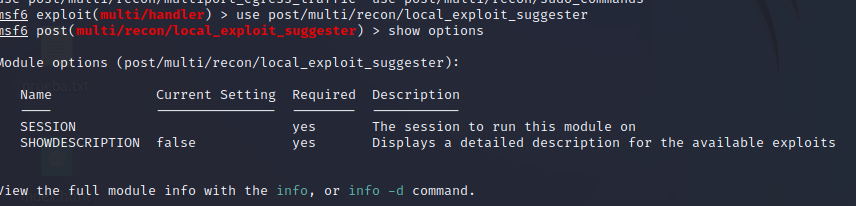 use post/multi/recon/multiport_egress_traffic use post/multi/recon/sudo_commands
msf6 exploit(multi/handler) > use post/multi/recon/local_exploit_suggester
msf6 post(multi/recon/local_exploit_suggester) > show options
Module options (post/multi/recon/local_exploit_suggester):
Name Current Setting Required Description
SESSION yes The session to run this module on
SHOWDESCRIPTION false yes Displays a detailed description for the available exploits
View the full module info with the info, or info -d command.